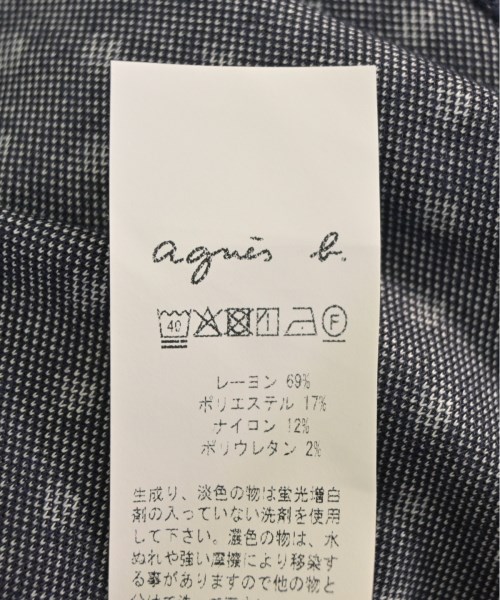 agnès b.
40 F
レーヨン 69%
ポリエステル 17%
ナイロン 12%
ポリウレタン 2%
生成り、淡色の物は蛍光増白
剤の入っていない洗剤を使用
して下さい。濃色の物は、水
ぬれや強い摩擦により移染す
る事がありますので他の物と